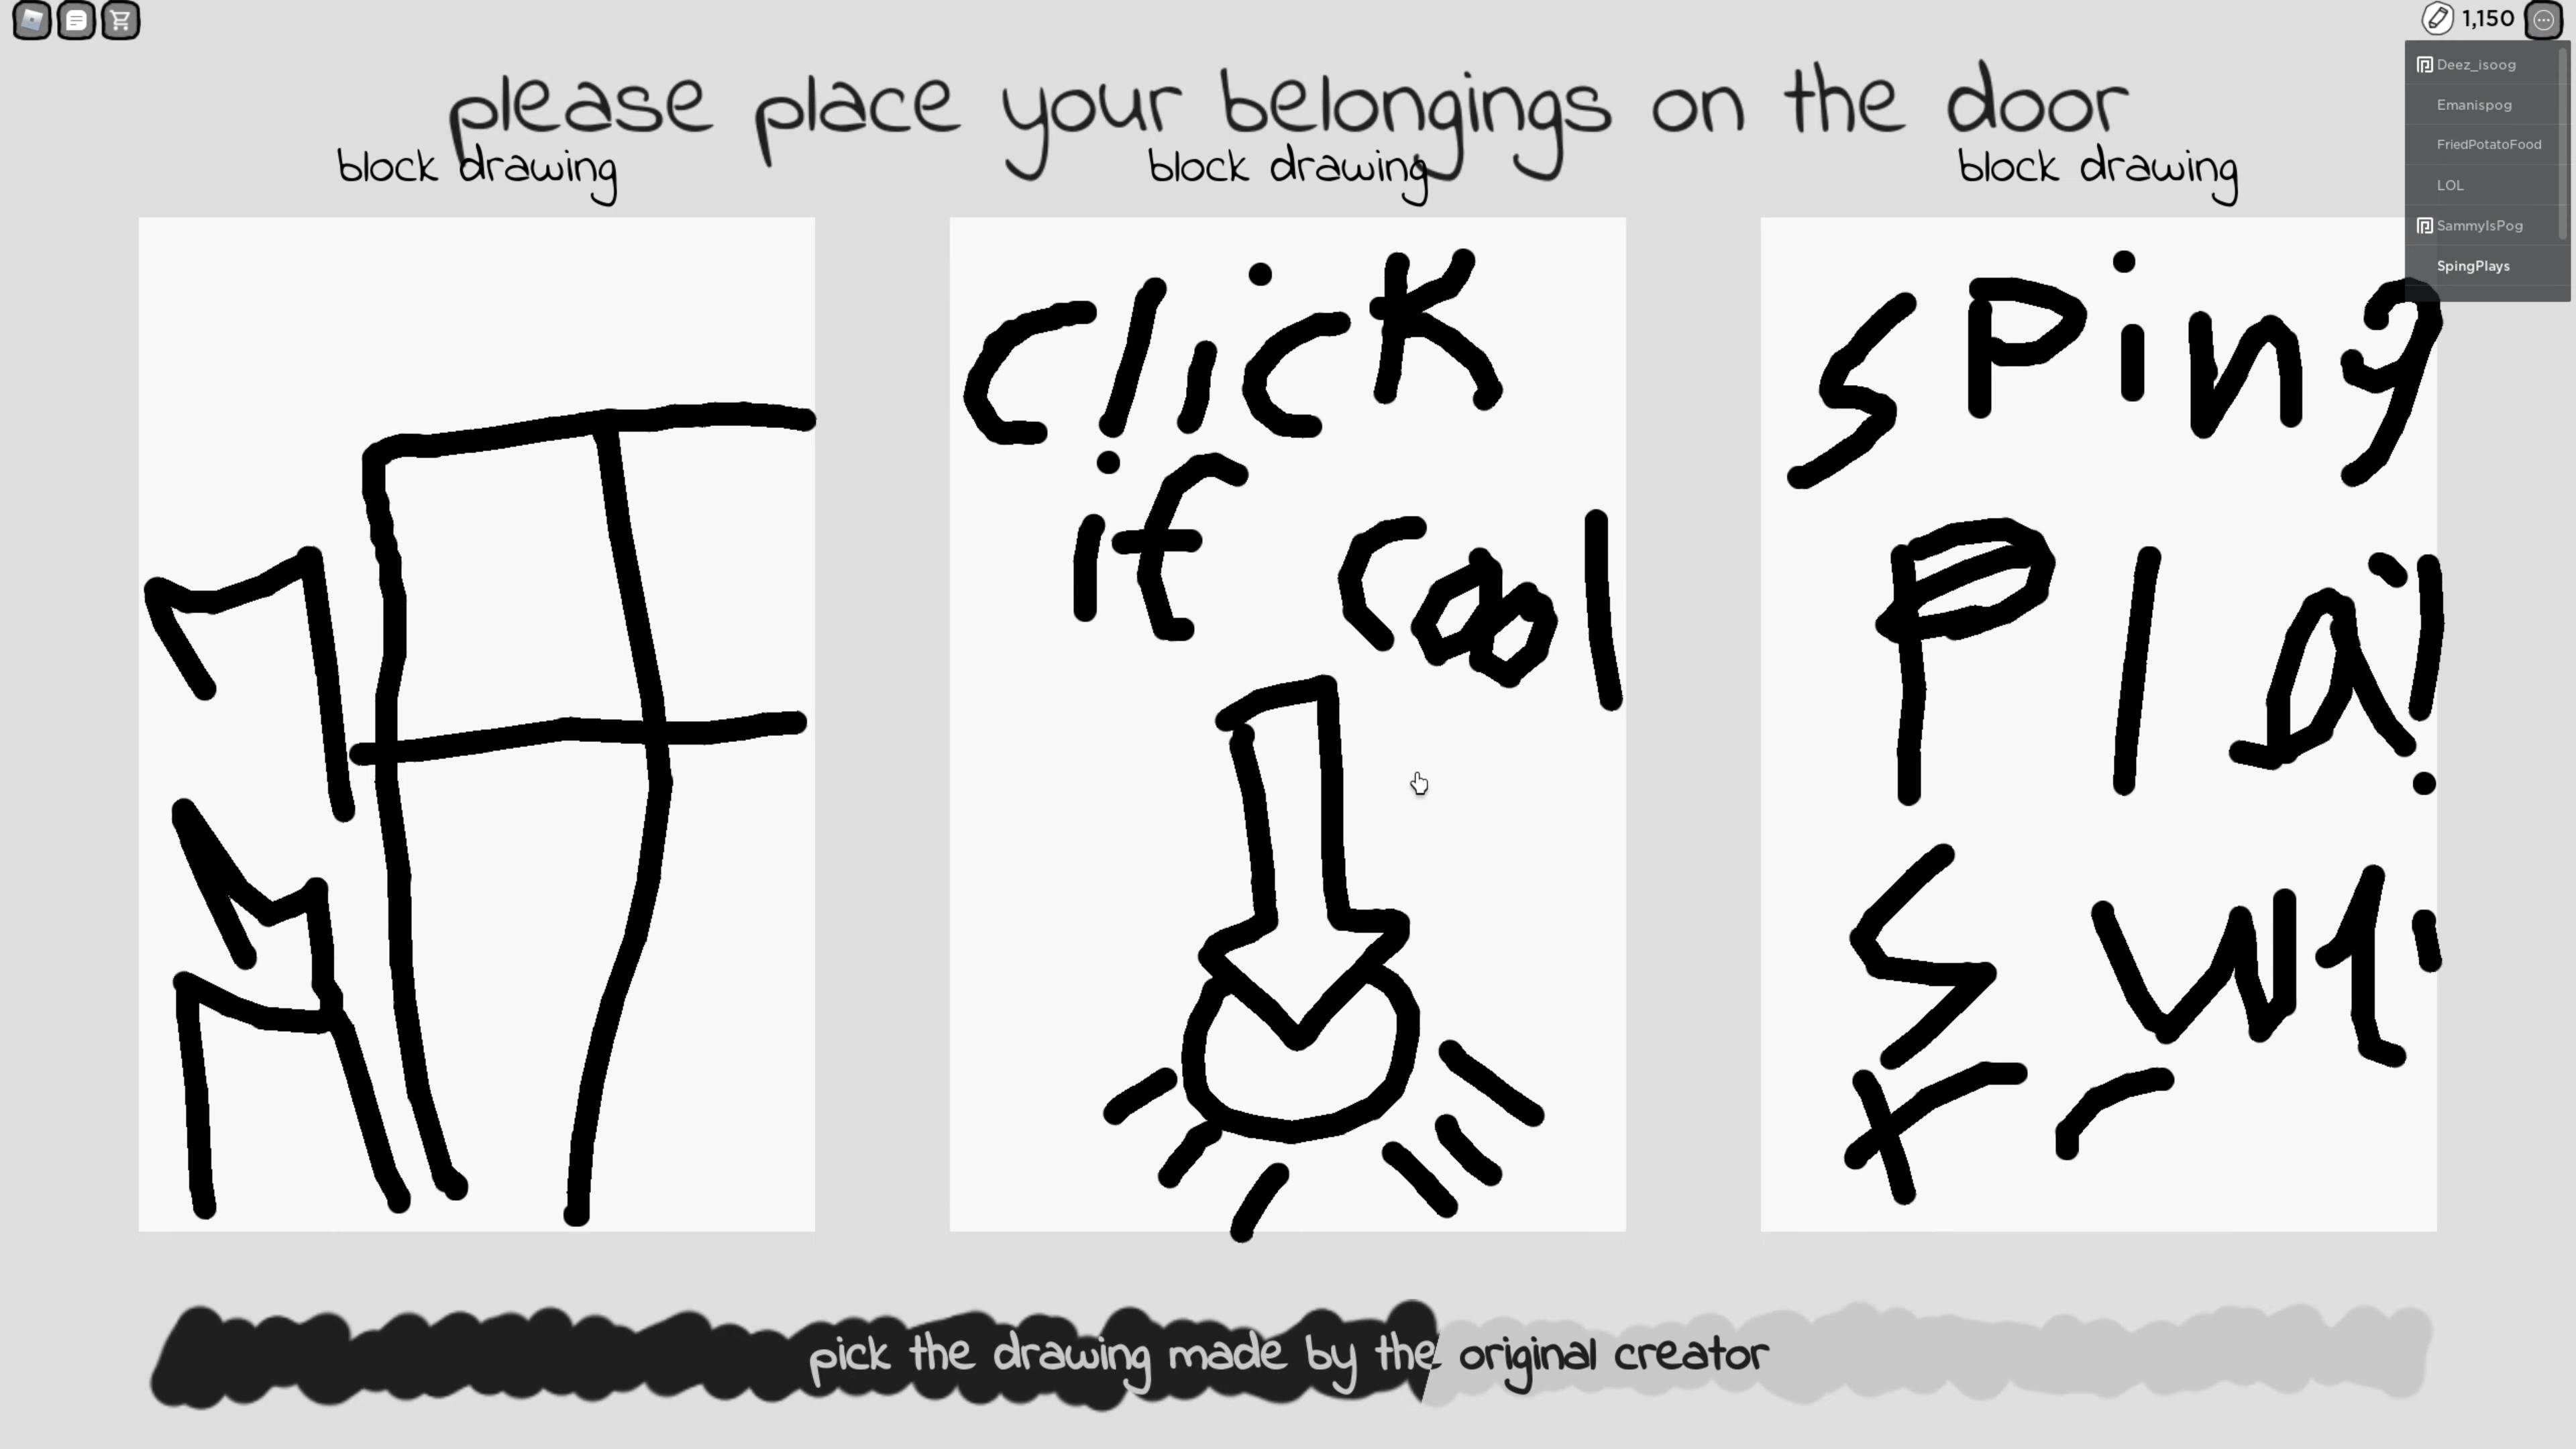 1,150
please place your belongings on the door
block drawing
block drawing
block drawing
Deez_isoog
Emanispog
FriedPotatoFood
LOL
SammyIsPog
SpingPlays
Click
if cool
sping
Pla
pick the drawing made by the original creator